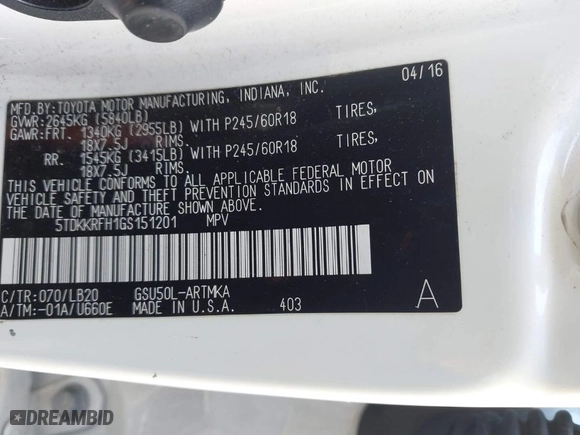 04/16
MFD.BY:TOYOTA MOTOR MANUFACTURING, INDIANA, INC.
GVWR:2645KG (5840LB)
GAWR:FRT. 1340KG (2955LB) WITH P245/60R18 TIRES,
18X7.5J RIMS.
RR. 1545KG (3415LB) WITH P245/60R18 TIRES,
18X7.5J RIMS.
THIS VEHICLE CONFORMS TO ALL APPLICABLE FEDERAL MOTOR
VEHICLE SAFETY AND THEFT PREVENTION STANDARDS IN EFFECT ON
THE DATE OF MANUFACTURE SHOWN ABOVE.
5TDKKRFH1GS151201 MPV
C/TR:070/LB20 GSU50L-ARTMKA
A/TM:-01A/U660E MADE IN U.S.A. 403
A
DREAMBID